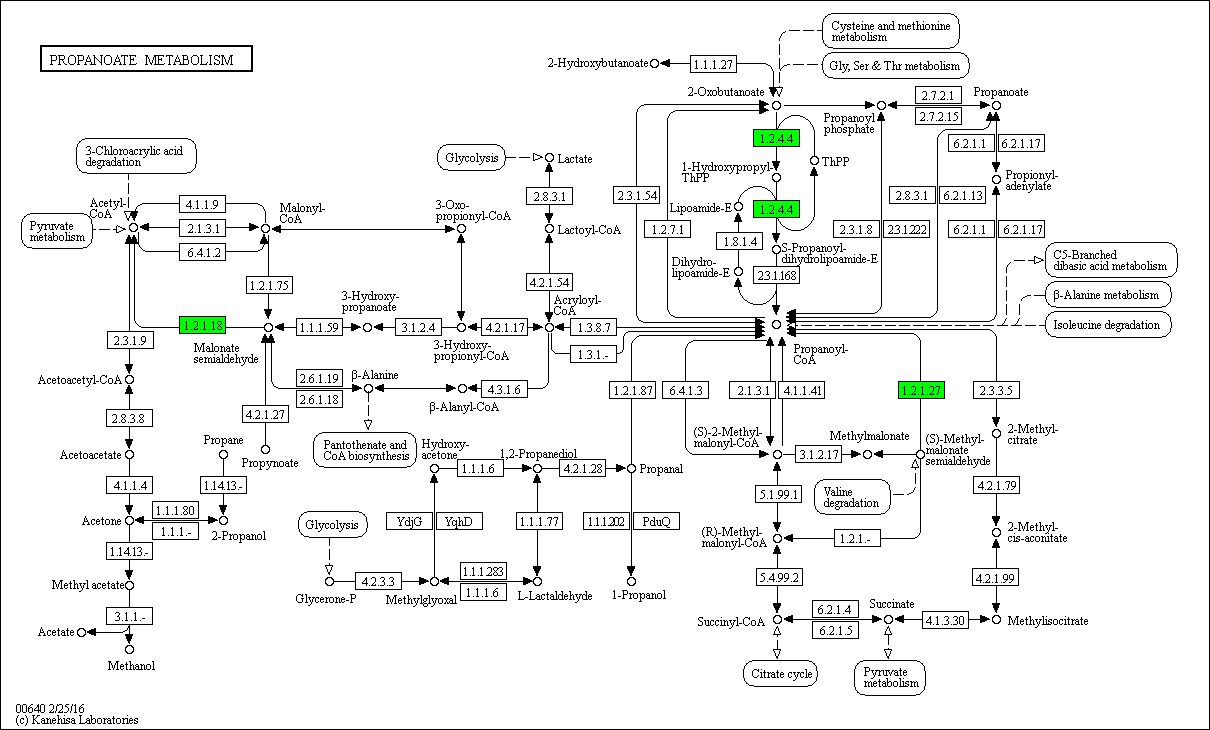 PROPANOATE METABOLISM
Cysteine and methionine
metabolism
Gly, Ser & Thr metabolism
2-Hydroxybutanoate
1.1.1.27
2-Oxobutanoate
Propanoyl
phosphate
2.7.2.1
2.7.2.15
Propanoate
3-Chloroacrylic acid
degradation
Glycolysis
Lactate
1.2.4.4
1-Hydroxypropyl-
ThPP
ThPP
6.2.1.1
6.2.1.17
Propionyl-
adenylate
Acetyl-
CoA
4.1.1.9
Malonyl-
CoA
3-Oxo-
propionyl-CoA
2.8.3.1
2.3.1.54
Lipoamide-E
1.2.4.4
2.8.3.1
6.2.1.13
Pyruvate
metabolism
2.1.3.1
6.4.1.2
Lactoyl-CoA
1.2.7.1
1.8.1.4
S-Propanoyl-
dihydrolipoamide-E
2.3.1.8
2.3.1.222
6.2.1.1
6.2.1.17
Dihydro-
lipoamide-E
2.3.1.168
C5-Branched
dibasic acid metabolism
1.2.1.75
4.2.1.54
β-Alanine metabolism
3-Hydroxy-
propanoate
Acryloyl-
CoA
Isoleucine degradation
1.2.1.18
1.1.1.59
3.1.2.4
4.2.1.17
1.3.8.7
2.3.1.9
Malonate
semialdehyde
3-Hydroxy-
propionyl-CoA
1.3.1.-
Propanoyl-
CoA
Acetoacetyl-CoA
2.6.1.19
2.6.1.18
β-Alanine
β-Alanyl-CoA
4.3.1.6
1.2.1.87
6.4.1.3
2.1.3.1
4.1.1.41
1.2.1.27
2.3.3.5
2.8.3.8
4.2.1.27
Acetoacetate
Propane
Propynoate
Pantothenate and
CoA biosynthesis
Hydroxy-
acetone
1,2-Propanediol
(S)-2-Methyl-
malonyl-CoA
Methylmalonate
(S)-Methyl-
malonate
semialdehyde
2-Methyl-
citrate
1.1.1.6
4.2.1.28
Propanal
3.1.2.17
4.1.1.4
1.14.13.-
5.1.99.1
Valine
degradation
4.2.1.79
Acetone
1.1.1.80
1.1.1.-
2-Propanol
Glycolysis
YdjG
YqhD
1.1.1.77
1.1.1.202
PduQ
(R)-Methyl-
malonyl-CoA
1.2.1.-
2-Methyl-
cis-aconitate
1.14.13.-
Methyl acetate
4.2.3.3
1.1.1.283
1.1.1.6
5.4.99.2
4.2.1.99
Glycerone-P
Methylglyoxal
L-Lactaldehyde
1-Propanol
3.1.1.-
Acetate
Methanol
Succinyl-CoA
6.2.1.4
6.2.1.5
Succinate
4.1.3.30
Methylisocitrate
Citrate cycle
Pyruvate
metabolism
00640 2/25/16
(c) Kanehisa Laboratories